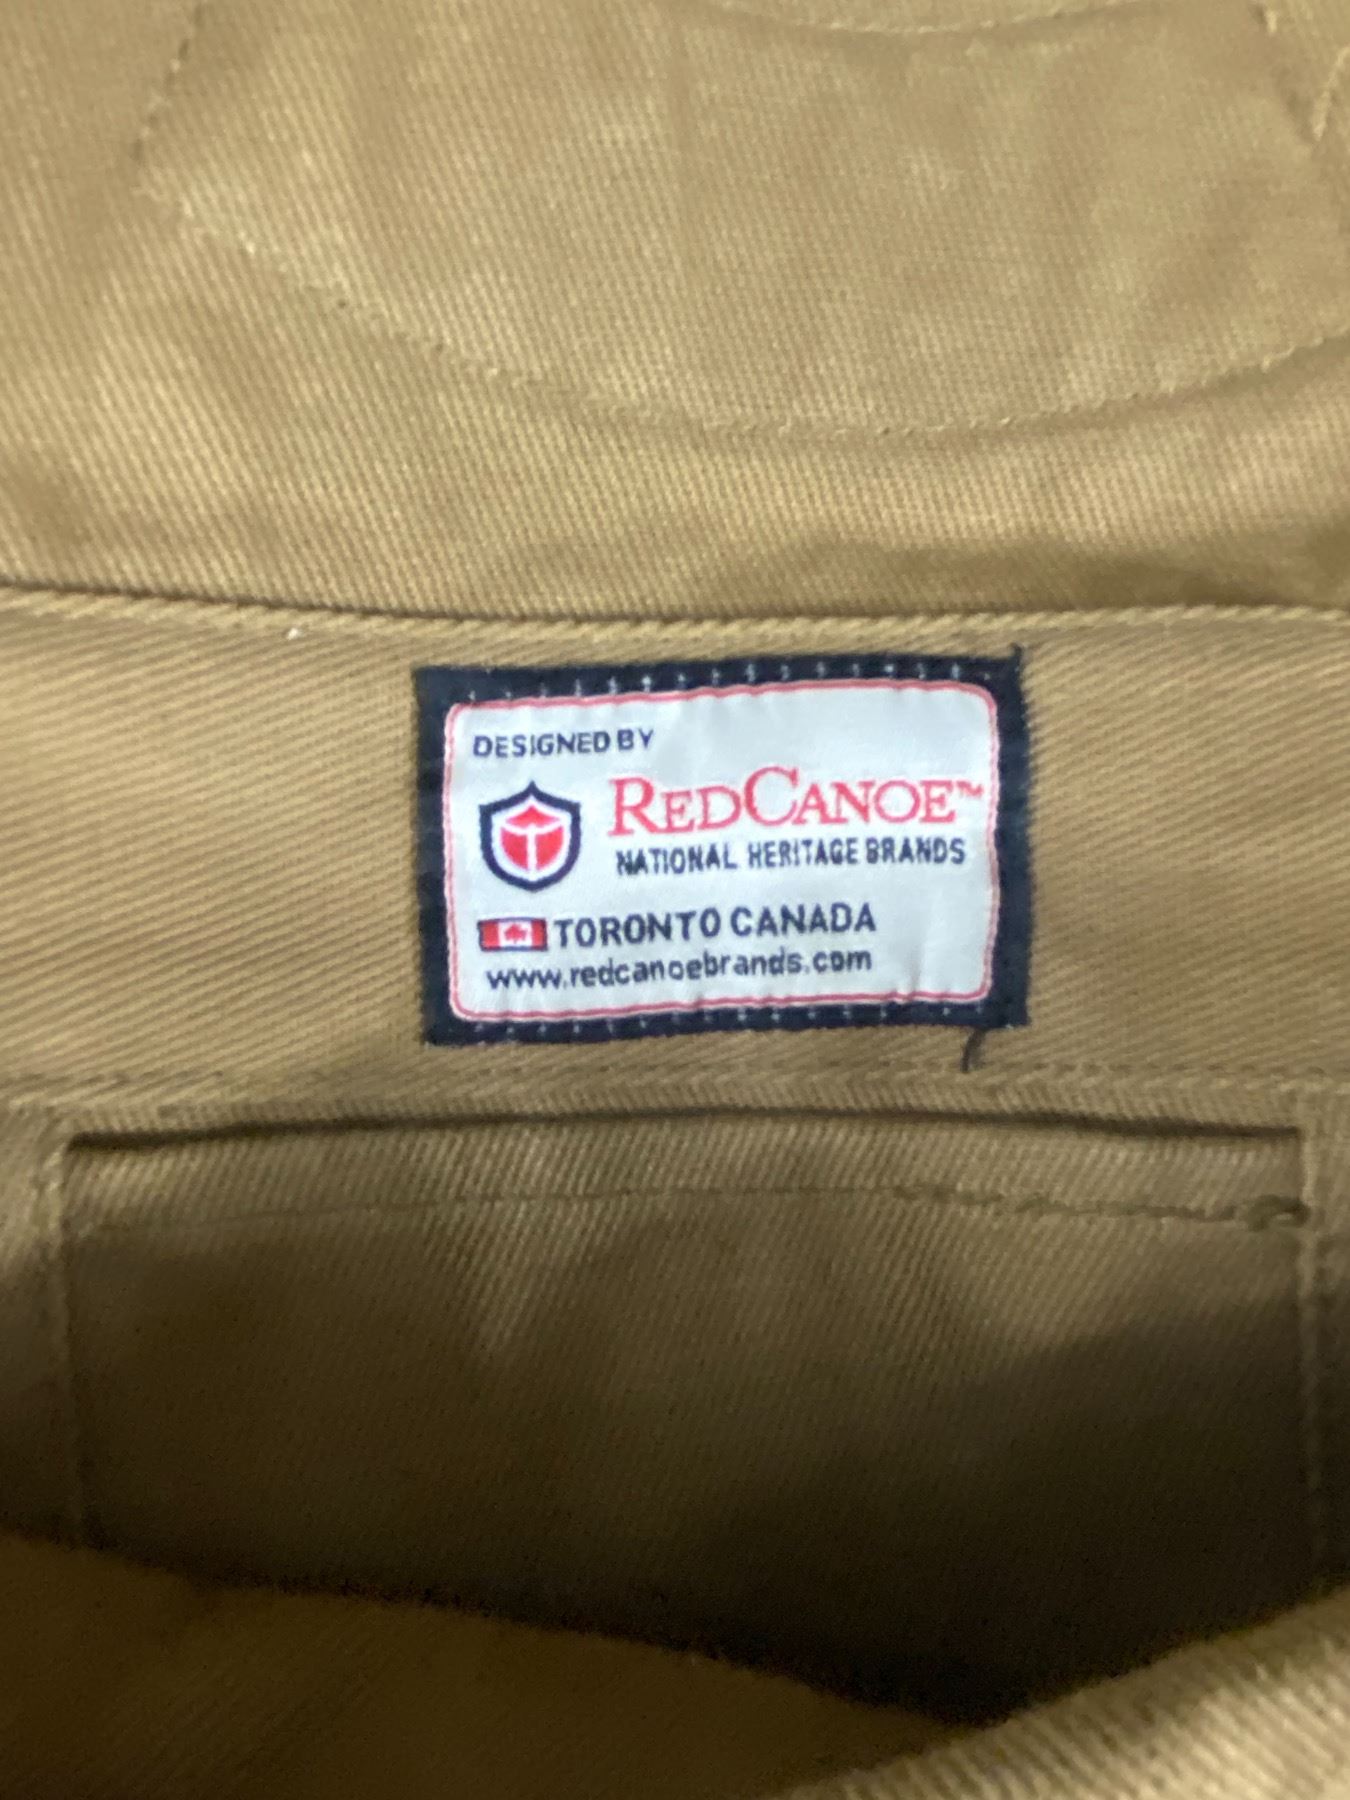 DESIGNED BY
REDCANOE™
NATIONAL HERITAGE BRANDS
TORONTO CANADA
www.redcanoebrands.com